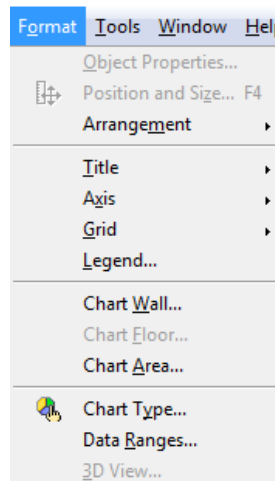 Format Tools Window Hel
Object Properties...
Position and Size... F4
Arrangement
Title
Axis
Grid
Legend...
Chart Wall...
Chart Floor...
Chart Area...
Chart Type...
Data Ranges...
3D View...